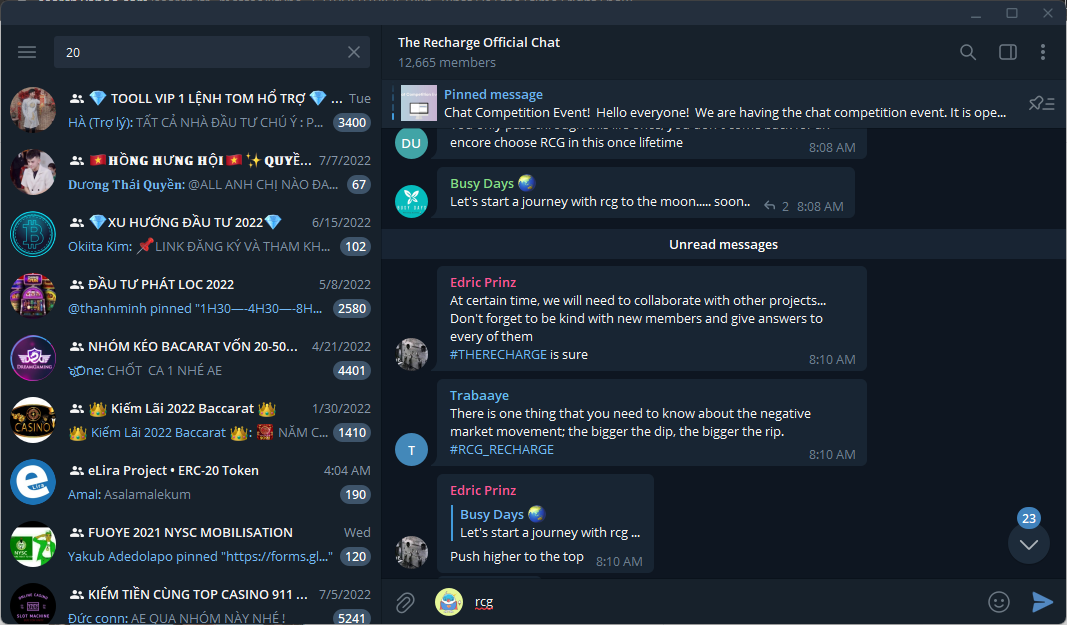 20
💎 TOOLL VIP 1 LỆNH TOM HỔ TRỢ 💎 ... Tue
HÀ (Trợ lý): TẤT CẢ NHÀ ĐẦU TƯ CHÚ Ý : P... 3400
🇻🇳𝐇Ồ𝐍𝐆 𝐇Ư𝐍𝐆 𝐇Ộ𝐈🇻🇳✨𝐐𝐔𝐘Ề... 7/7/2022
Dương Thái Quyền: @ALL ANH CHỊ NÀO ĐA... 67
💎XU HƯỚNG ĐẦU TƯ 2022💎 6/15/2022
Okiita Kim: 📌LINK ĐĂNG KÝ VÀ THAM KH... 102
ĐẦU TƯ PHÁT LOC 2022 5/8/2022
@thanhminh pinned "1H30—-4H30—-8H... 2580
NHÓM KÉO BACARAT VỐN 20-50... 4/21/2022
One: CHỐT CA 1 NHÉ AE 4401
👑 Kiếm Lãi 2022 Baccarat 👑 1/30/2022
👑 Kiếm Lãi 2022 Baccarat 👑: 🧧 NĂM C... 1410
eLira Project • ERC-20 Token 4:04 AM
Amal: Asalamalekum 190
FUOYE 2021 NYSC MOBILISATION Wed
Yakub Adedolapo pinned "https://forms.gl..." 120
KIẾM TIỀN CÙNG TOP CASINO 911 ... 7/5/2022
Đức conn: AE QUA NHÓM NÀY NHÉ ! 5241
The Recharge Official Chat
12,665 members
Pinned message
Chat Competition Event! Hello everyone! We are having the chat competition event. It is ope...
DU
encore choose RCG in this once lifetime 8:08 AM
Busy Days 🌏
Let's start a journey with rcg to the moon..... soon.. 2 8:08 AM
Unread messages
Edric Prinz
At certain time, we will need to collaborate with other projects...
Don't forget to be kind with new members and give answers to
every of them
#THERECHARGE is sure 8:10 AM
Trabaaye
There is one thing that you need to know about the negative
market movement; the bigger the dip, the bigger the rip.
#RCG_RECHARGE
T 8:10 AM
Edric Prinz
Busy Days 🌏
Let's start a journey with rcg ...
Push higher to the top 8:10 AM
23
rcg